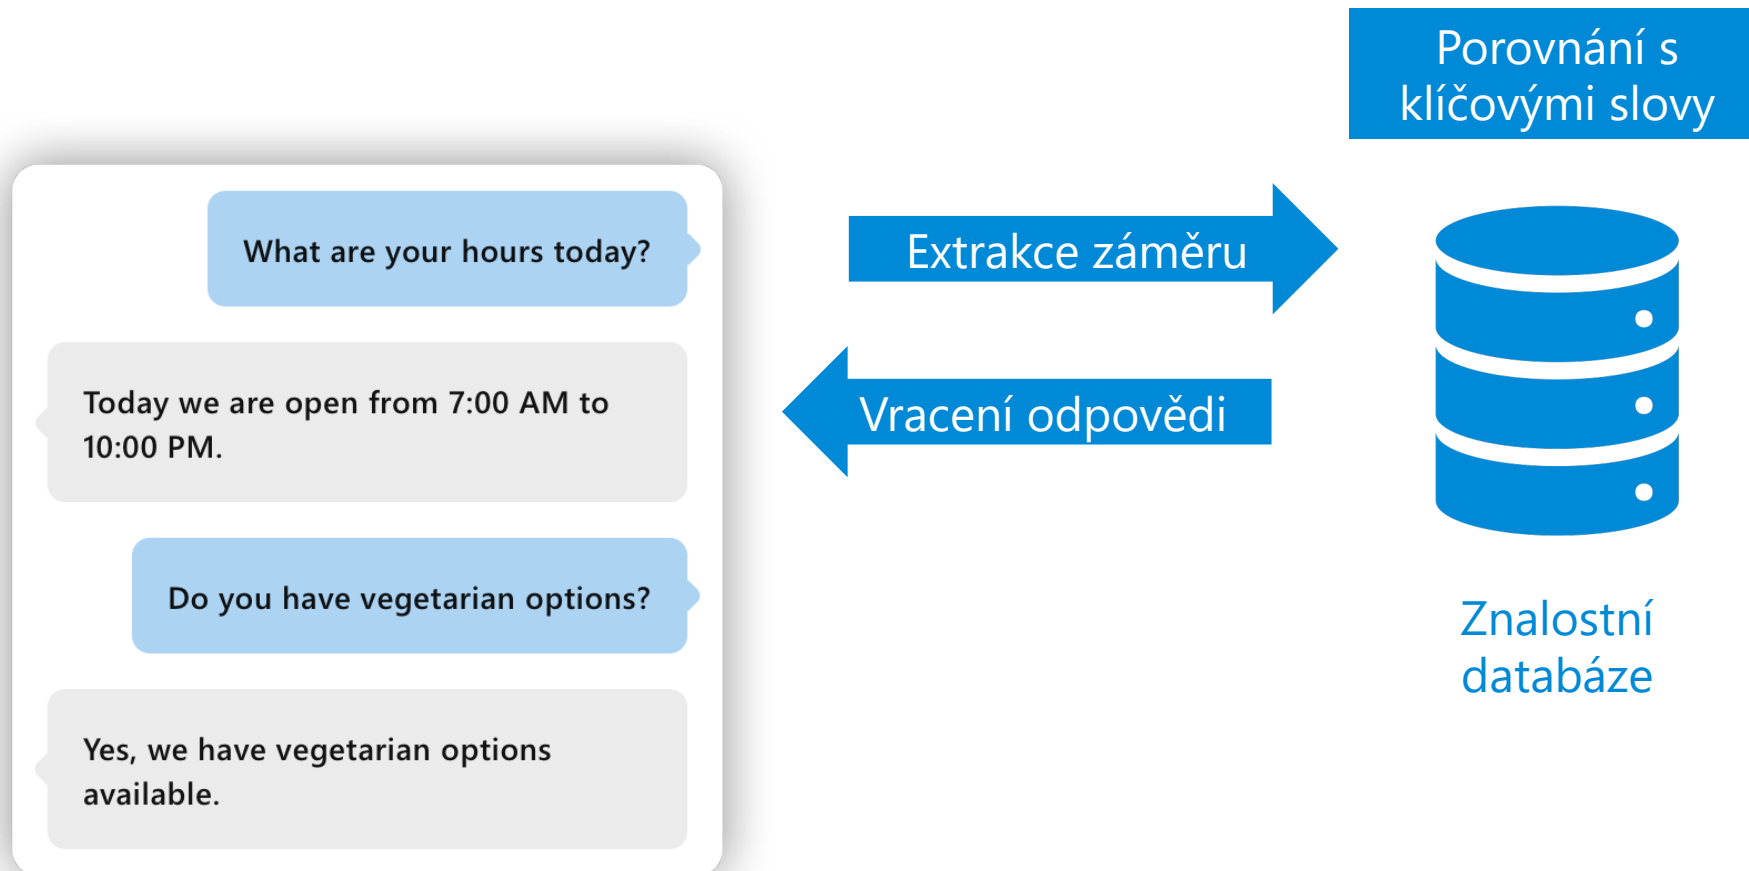 What are your hours today?
Today we are open from 7:00 AM to
10:00 PM.
Do you have vegetarian options?
Yes, we have vegetarian options
available.
Extrakce záměru
Vracení odpovědi
Porovnání s
klíčovými slovy
Znalostní
databáze